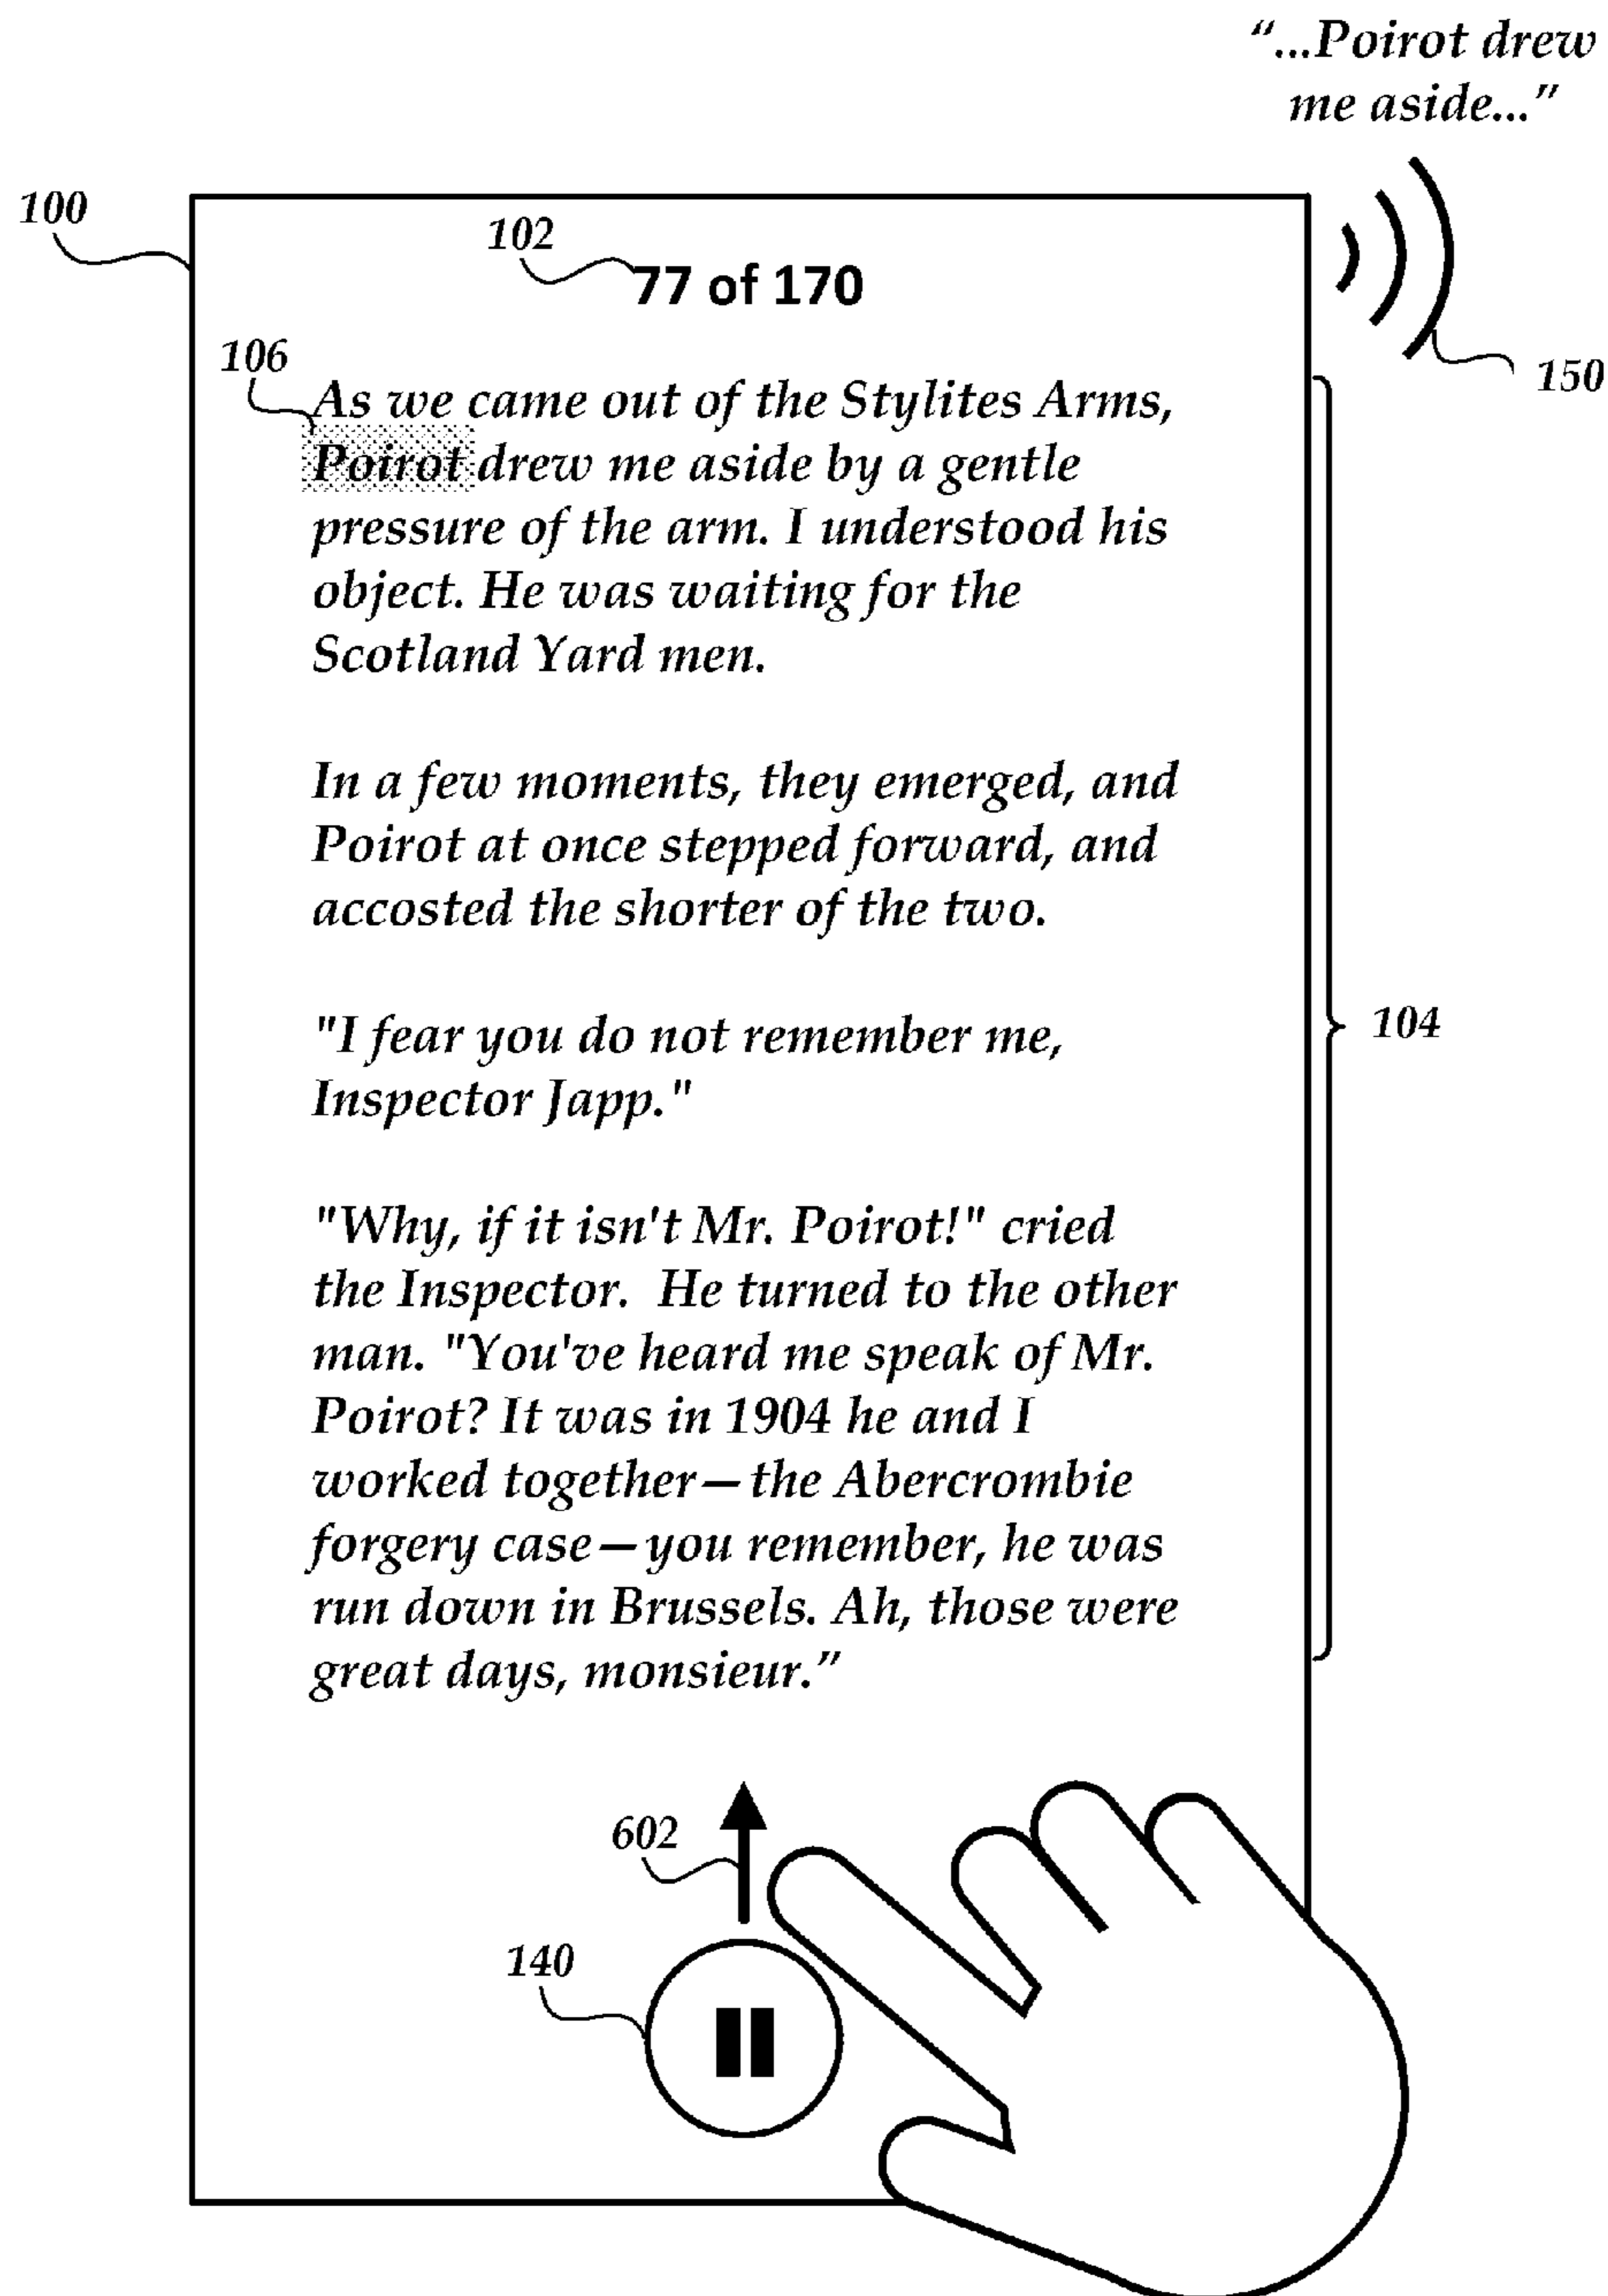 “...Poirot drew
me aside...”
100
102
77 of 170
106
150
As we came out of the Stylites Arms,
Poirot drew me aside by a gentle
pressure of the arm. I understood his
object. He was waiting for the
Scotland Yard men.
In a few moments, they emerged, and
Poirot at once stepped forward, and
accosted the shorter of the two.
104
"I fear you do not remember me,
Inspector Japp."
"Why, if it isn't Mr. Poirot!" cried
the Inspector.  He turned to the other
man. "You've heard me speak of Mr.
Poirot? It was in 1904 he and I
worked together—the Abercrombie
forgery case—you remember, he was
run down in Brussels. Ah, those were
great days, monsieur.”
602
140